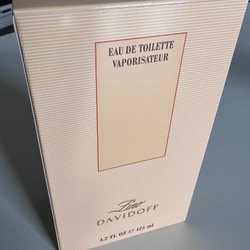 EAU DE TOILETTE
VAPORISATEUR
Zino
DAVIDOFF
4.2 FL OZ ℮ 125 ml